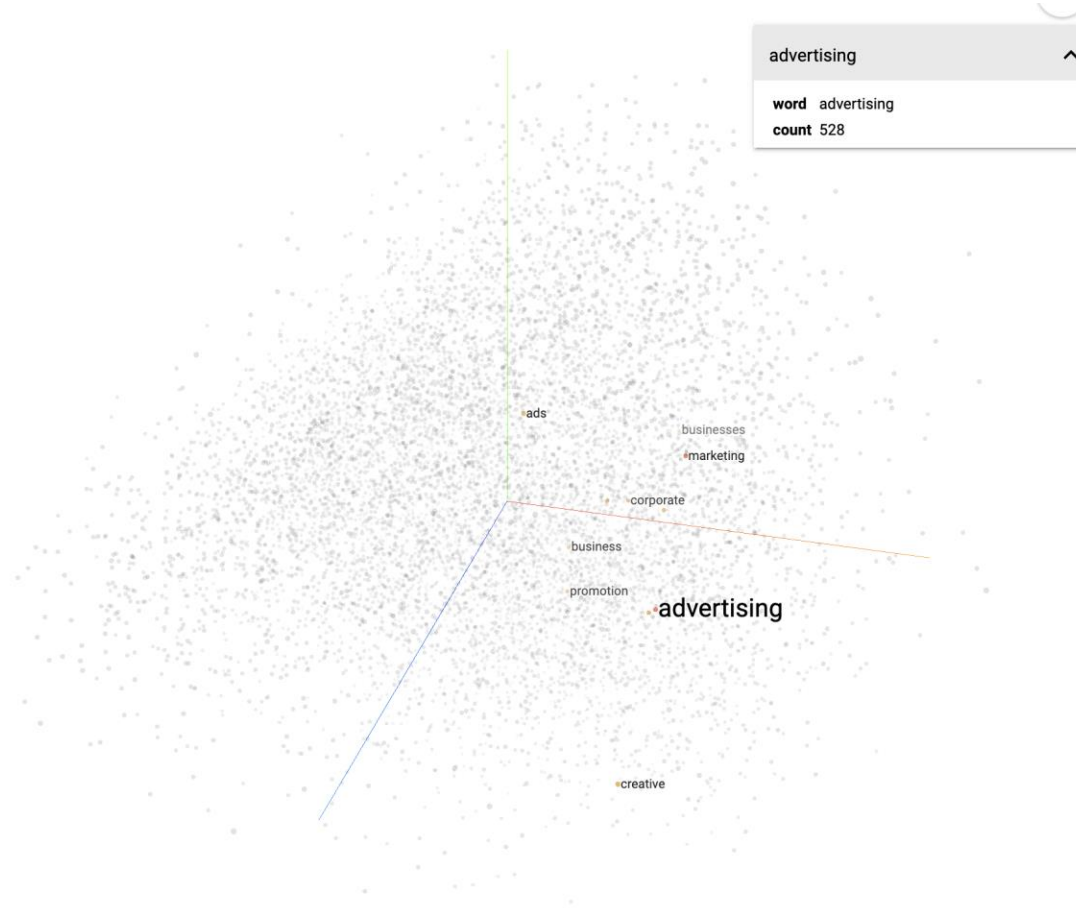 advertising
word advertising
count 528
ads
businesses
marketing
corporate
business
promotion
advertising
creative